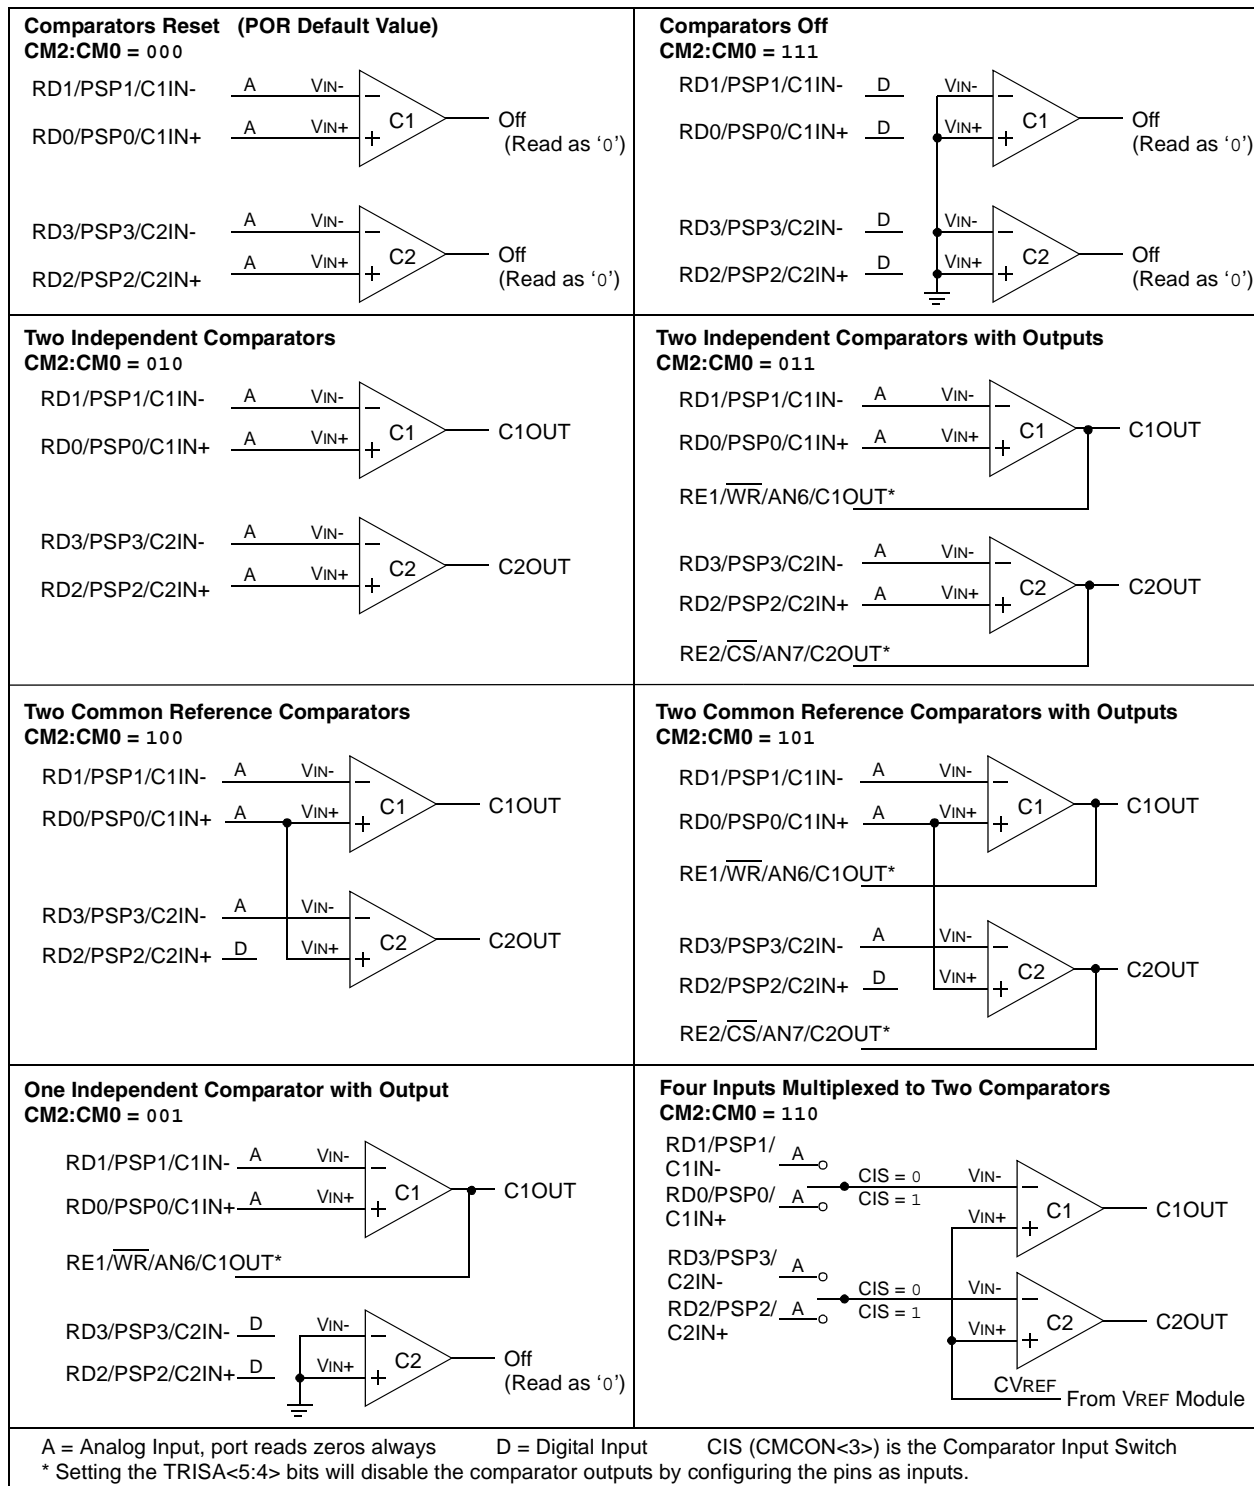 Comparators Reset (POR Default Value)
CM2:CM0 = 000
RD1/PSP1/C1IN- A VIN- −
RD0/PSP0/C1IN+ A VIN+ + C1 Off
(Read as ‘0’)
RD3/PSP3/C2IN- A VIN- −
RD2/PSP2/C2IN+ A VIN+ + C2 Off
(Read as ‘0’)
Comparators Off
CM2:CM0 = 111
RD1/PSP1/C1IN- D VIN- −
RD0/PSP0/C1IN+ D VIN+ + C1 Off
(Read as ‘0’)
RD3/PSP3/C2IN- D VIN- −
RD2/PSP2/C2IN+ D VIN+ + C2 Off
(Read as ‘0’)
Two Independent Comparators
CM2:CM0 = 010
RD1/PSP1/C1IN- A VIN- −
RD0/PSP0/C1IN+ A VIN+ + C1 C1OUT
RD3/PSP3/C2IN- A VIN- −
RD2/PSP2/C2IN+ A VIN+ + C2 C2OUT
Two Independent Comparators with Outputs
CM2:CM0 = 011
RD1/PSP1/C1IN- A VIN- −
RD0/PSP0/C1IN+ A VIN+ + C1 C1OUT
RE1/WR/AN6/C1OUT*
RD3/PSP3/C2IN- A VIN- −
RD2/PSP2/C2IN+ A VIN+ + C2 C2OUT
RE2/CS/AN7/C2OUT*
Two Common Reference Comparators
CM2:CM0 = 100
RD1/PSP1/C1IN- A VIN- −
RD0/PSP0/C1IN+ A VIN+ + C1 C1OUT
RD3/PSP3/C2IN- A VIN- −
RD2/PSP2/C2IN+ D VIN+ + C2 C2OUT
Two Common Reference Comparators with Outputs
CM2:CM0 = 101
RD1/PSP1/C1IN- A VIN- −
RD0/PSP0/C1IN+ A VIN+ + C1 C1OUT
RE1/WR/AN6/C1OUT*
RD3/PSP3/C2IN- A VIN- −
RD2/PSP2/C2IN+ D VIN+ + C2 C2OUT
RE2/CS/AN7/C2OUT*
One Independent Comparator with Output
CM2:CM0 = 001
RD1/PSP1/C1IN- A VIN- −
RD0/PSP0/C1IN+ A VIN+ + C1 C1OUT
RE1/WR/AN6/C1OUT*
RD3/PSP3/C2IN- D VIN- −
RD2/PSP2/C2IN+ D VIN+ + C2 Off
(Read as ‘0’)
Four Inputs Multiplexed to Two Comparators
CM2:CM0 = 110
RD1/PSP1/
C1IN- A
CIS = 0 VIN- −
RD0/PSP0/ A CIS = 1
C1IN+ VIN+ + C1 C1OUT
RD3/PSP3/
C2IN- A
CIS = 0 VIN- −
RD2/PSP2/ A CIS = 1
C2IN+ VIN+ + C2 C2OUT
CVREF
From VREF Module
A = Analog Input, port reads zeros always D = Digital Input CIS (CMCON<3>) is the Comparator Input Switch
* Setting the TRISA<5:4> bits will disable the comparator outputs by configuring the pins as inputs.